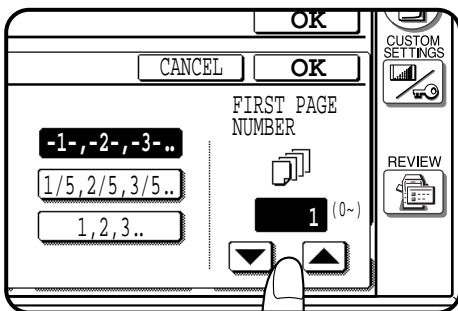 OK
CANCEL
OK
FIRST PAGE
NUMBER
-1-,-2-,-3-..
1/5,2/5,3/5..
1,2,3..
1
(0~)
CUSTOM
SETTINGS
REVIEW